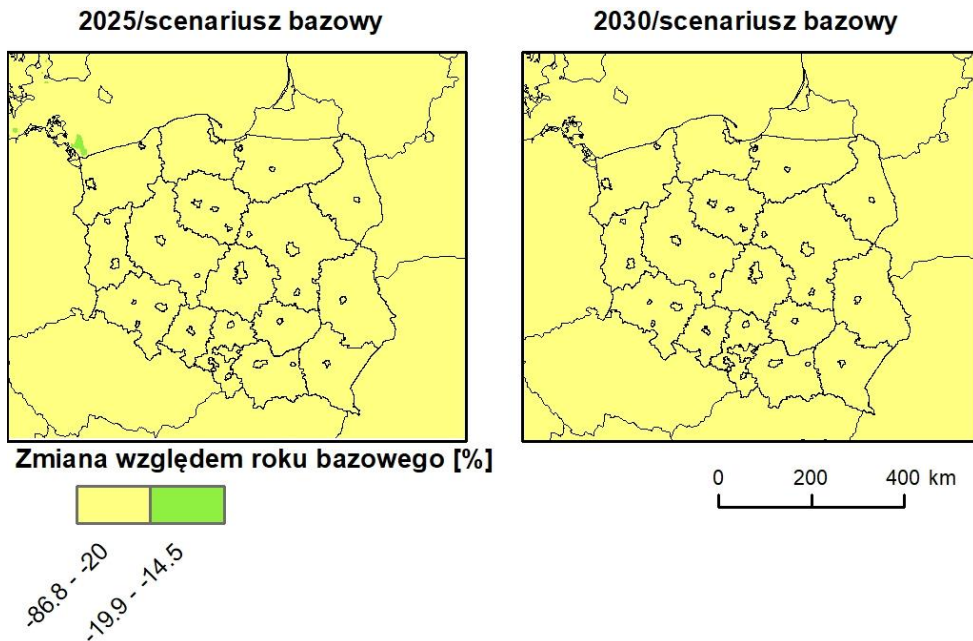 2025/scenariusz bazowy
2030/scenariusz bazowy
Zmiana względem roku bazowego [%]
-86.8 - -20
-19.9 - -14.5
0 200 400 km